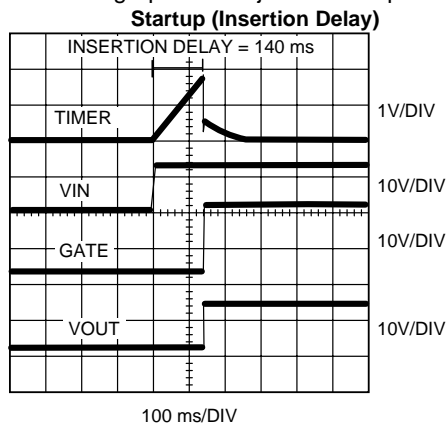 Startup (Insertion Delay)
INSERTION DELAY = 140 ms
TIMER
1V/DIV
VIN
10V/DIV
GATE
10V/DIV
VOUT
10V/DIV
100 ms/DIV